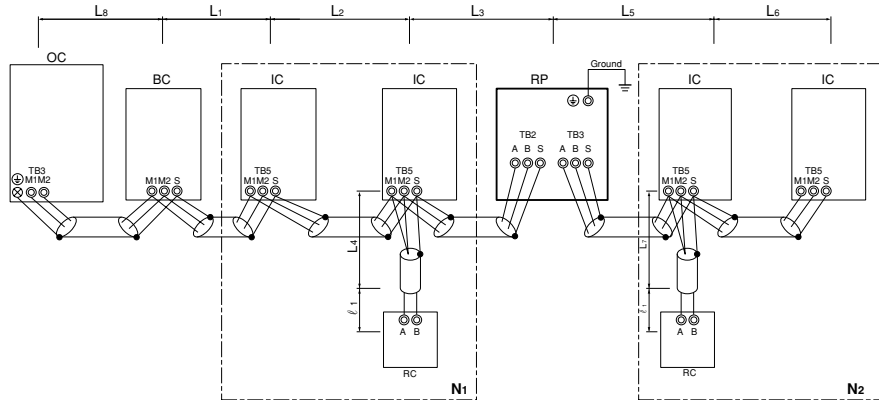 L8 L1 L2 L3 L5 L6
OC BC IC IC RP Ground IC IC
TB2 TB3
A B S A B S
TB3
M1M2
M1M2 S
TB5
M1M2 S
TB5
M1M2 S
TB5
M1M2 S
TB5
M1M2 S
L4
L7
ℓ1
ℓ1
A B
A B
RC
RC
N1
N2